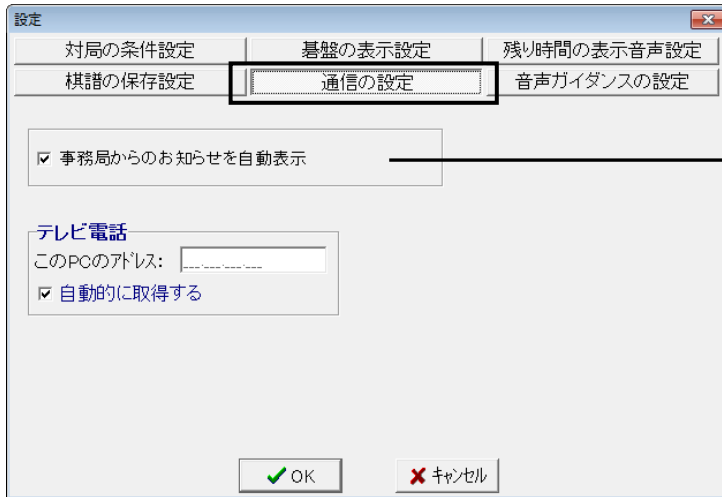 設定
対局の条件設定 碁盤の表示設定 残り時間の表示音声設定
棋譜の保存設定 通信の設定 音声ガイダンスの設定
事務局からのお知らせを自動表示
テレビ電話
このPCのアドレス: ___.___.___.___
自動的に取得する
OK キャンセル